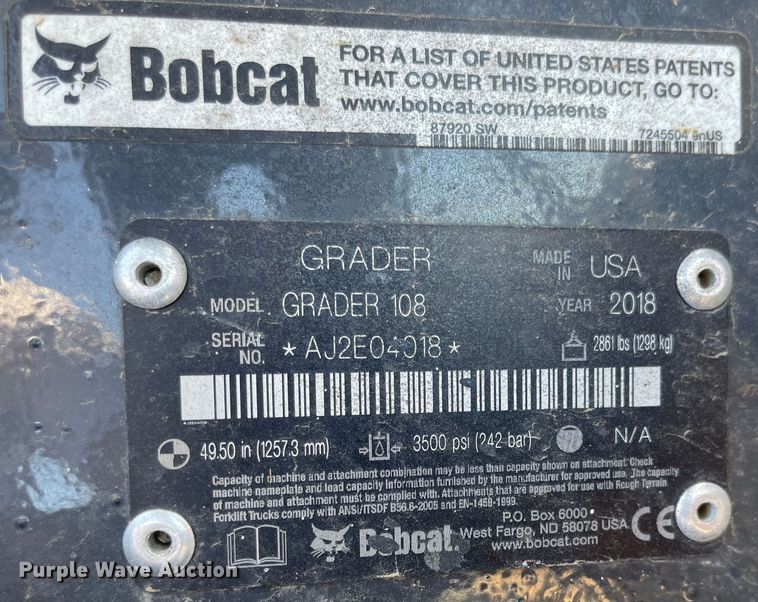 Bobcat
FOR A LIST OF UNITED STATES PATENTS
THAT COVER THIS PRODUCT, GO TO:
www.bobcat.com/patents
87920 SW
7245504 enUS
GRADER
MADE IN USA
MODEL GRADER 108
YEAR 2018
SERIAL NO. *AJ2E04018*
2861 lbs (1298 kg)
AJ2E04018
49.50 in (1257.3 mm)
3500 psi (242 bar)
N/A
Capacity of machine and attachment combination may be less than capacity shown on attachment. Check
machine nameplate and load capacity information furnished by the manufacturer for approved use. The capacity
of machine and attachment must be complied with. Attachments that are approved for use with Rough Terrain
Forklift Trucks comply with ANSI/ITSDF B56.6-2005 and EN-1459-1999.
P.O. Box 6000
West Fargo, ND 58078 USA
www.bobcat.com
Bobcat.
CE
Purple Wave Auction